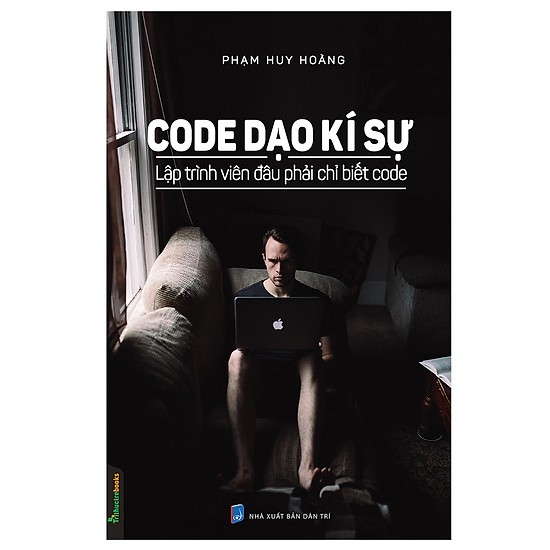 PHẠM HUY HOÀNG
CODE DẠO KÍ SỰ
Lập trình viên đâu phải chỉ biết code
Trithuctrebooks
NHÀ XUẤT BẢN DÂN TRÍ